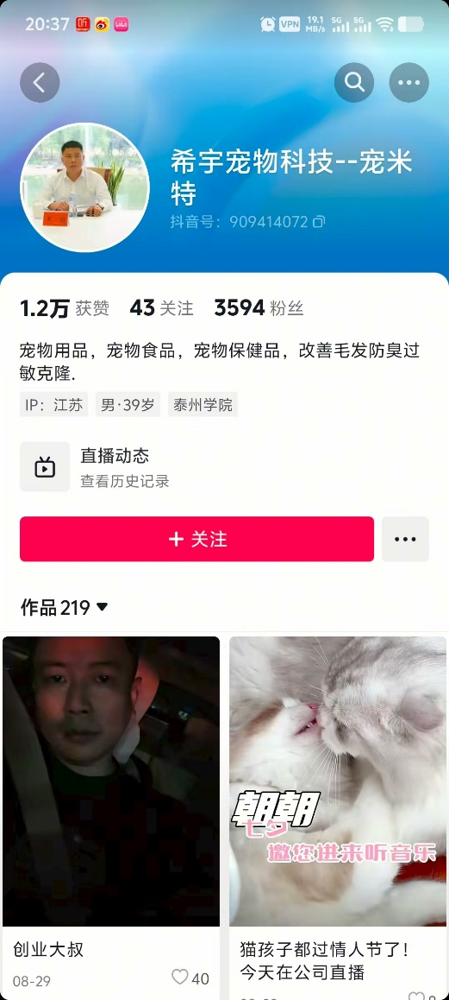 20:37
VPN
19.1
MB/s
5G
5G
希宇宠物科技--宠米
特
抖音号：909414072
1.2万 获赞 43 关注 3594 粉丝
宠物用品，宠物食品，宠物保健品，改善毛发防臭过
敏克隆.
IP：江苏 男·39岁 泰州学院
直播动态
查看历史记录
+ 关注
作品 219
朝朝
七夕
邀您进来听音乐
创业大叔
08-29 40
猫孩子都过情人节了！
今天在公司直播